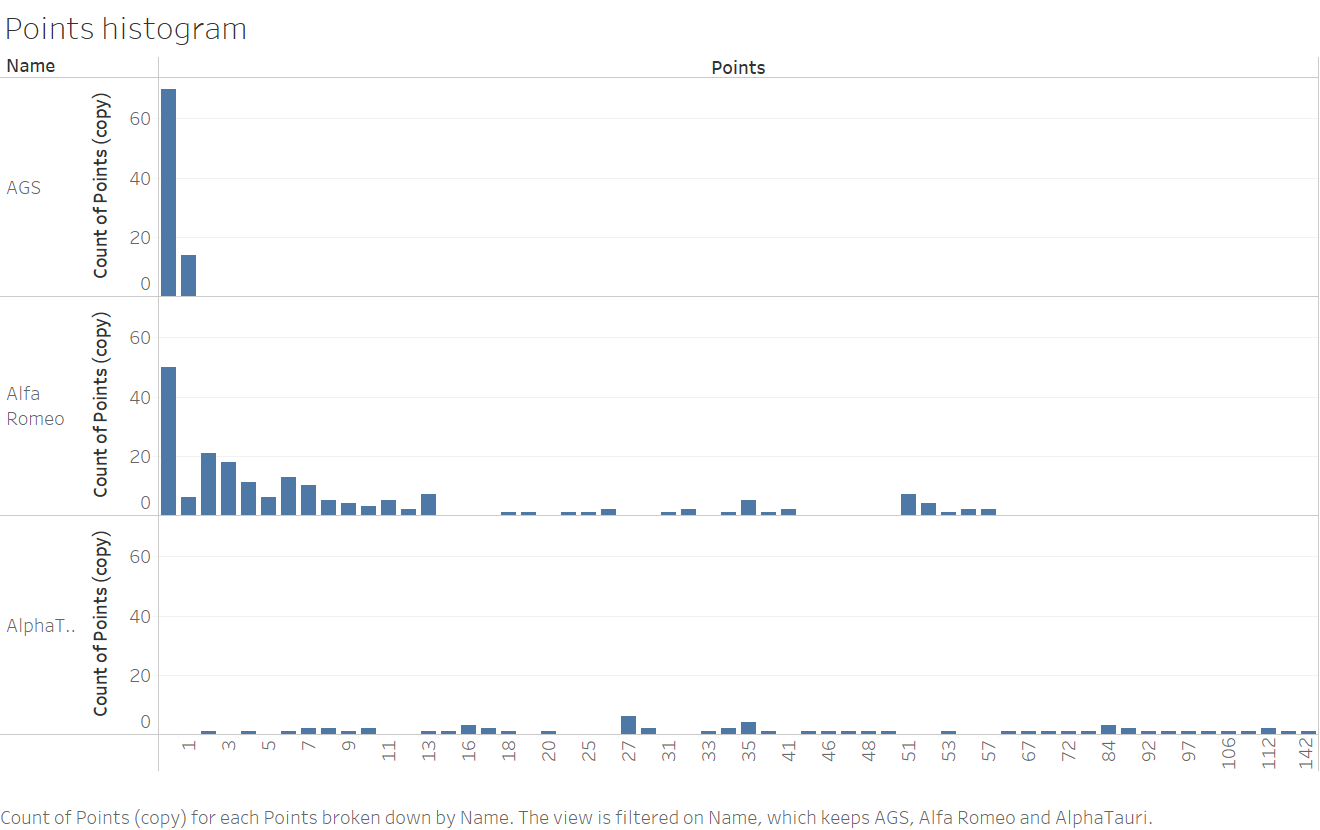 Points histogram
Name
Points
AGS
Count of Points (copy)
60
40
20
0
Alfa
Romeo
Count of Points (copy)
60
40
20
0
AlphaT..
Count of Points (copy)
60
40
20
0
1 3 5 7 9 11 13 16 18 20 25 27 31 33 35 41 46 48 51 53 57 67 72 84 92 97 106 112 142
Count of Points (copy) for each Points broken down by Name. The view is filtered on Name, which keeps AGS, Alfa Romeo and AlphaTauri.